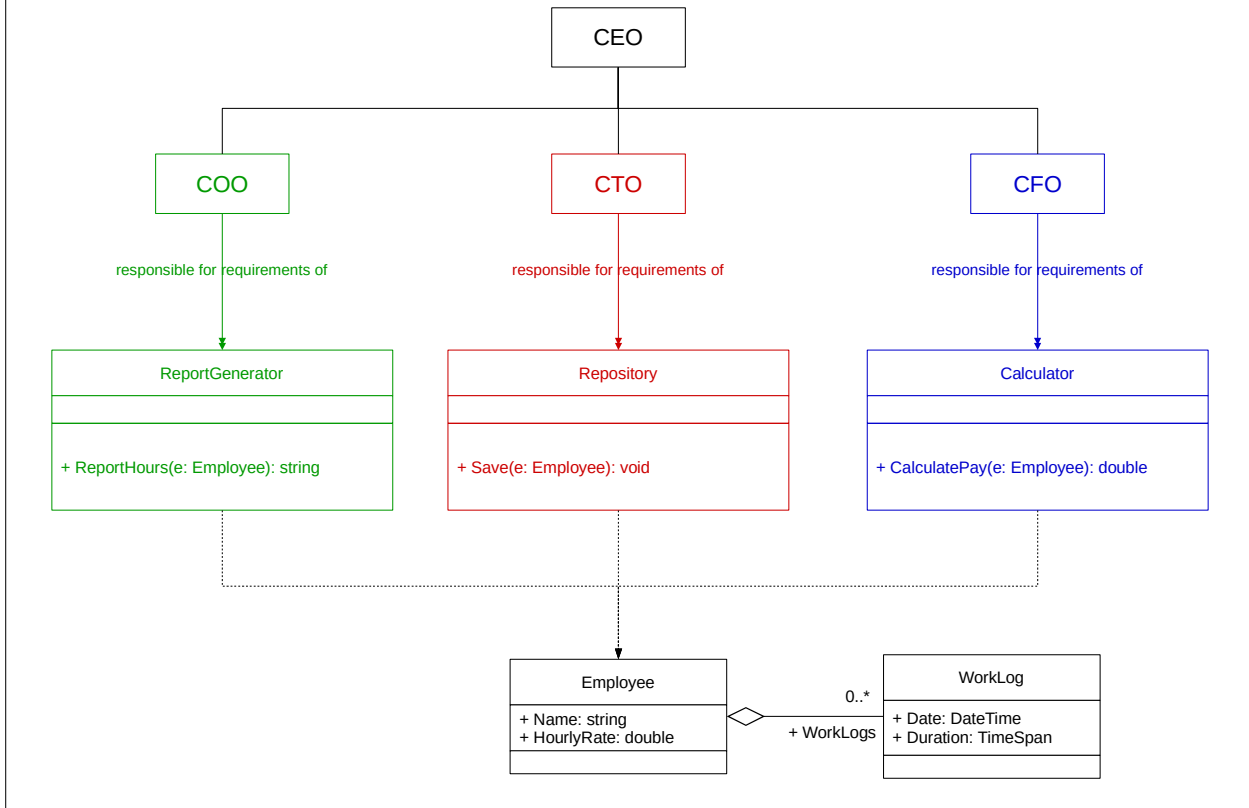 CEO
COO
CTO
CFO
responsible for requirements of
responsible for requirements of
responsible for requirements of
ReportGenerator
Repository
Calculator
+ ReportHours(e: Employee): string
+ Save(e: Employee): void
+ CalculatePay(e: Employee): double
Employee
+ Name: string
+ HourlyRate: double
0..*
+ WorkLogs
WorkLog
+ Date: DateTime
+ Duration: TimeSpan